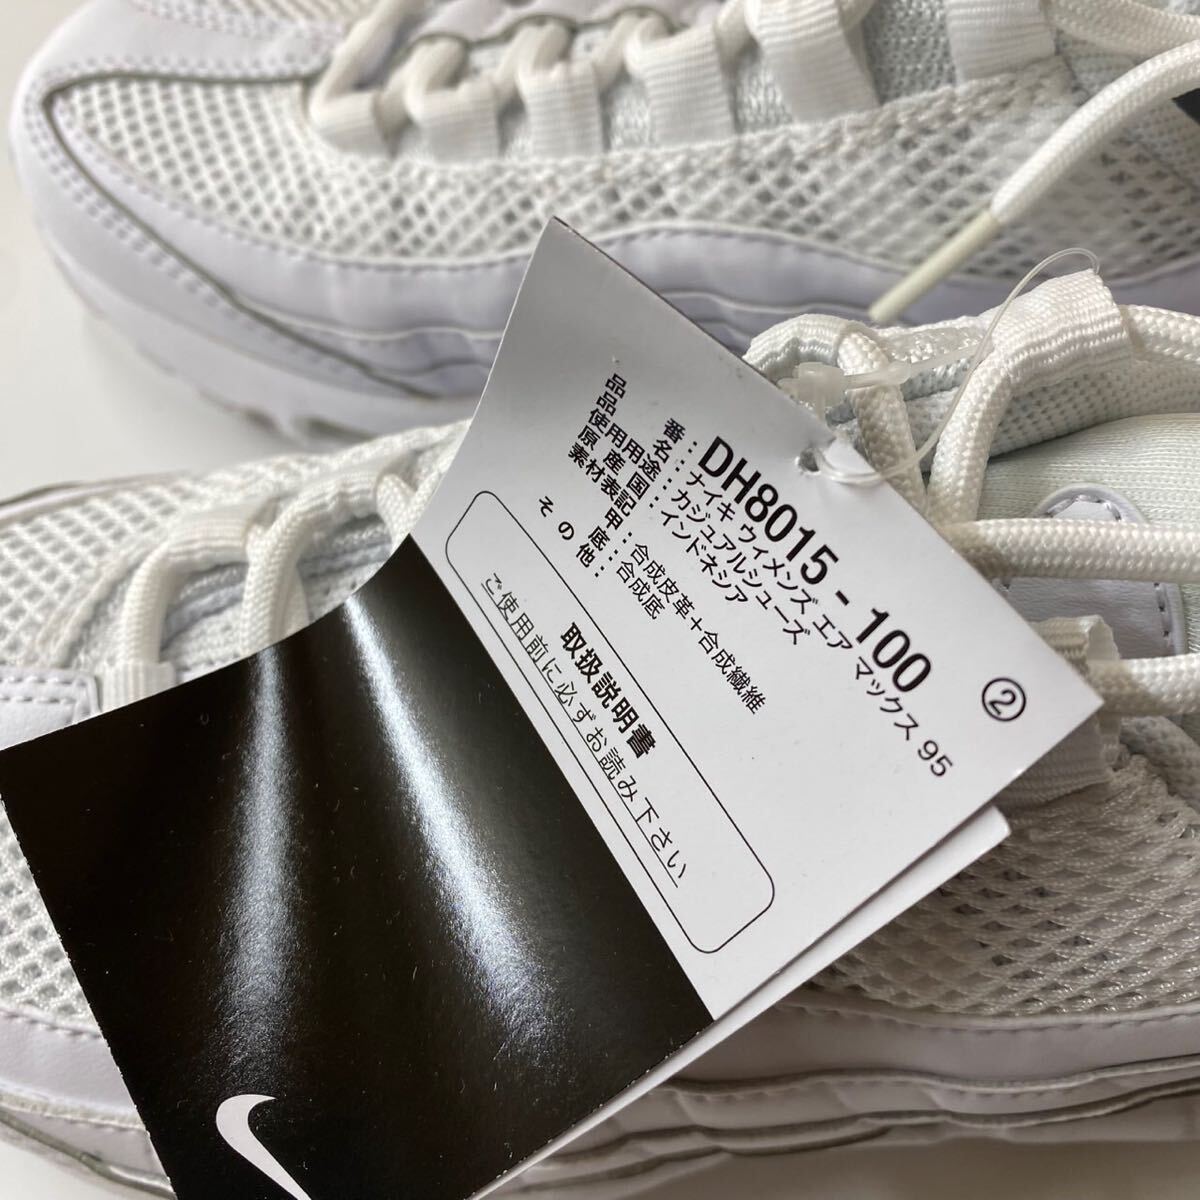 品番：DH8015-100 ②
品名：ナイキ ウィメンズ エア マックス 95
使用用途：カジュアルシューズ
原産国：インドネシア
素材表記 甲：合成皮革＋合成繊維
底：合成底
その他：
取扱説明書
ご使用前に必ずお読み下さい